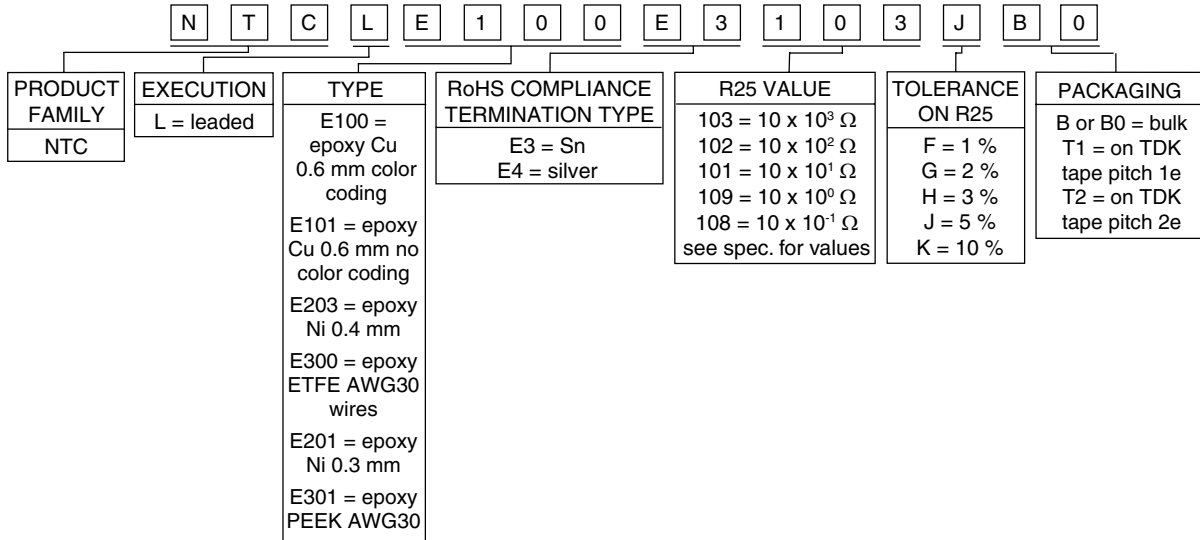 N T C L E 1 0 0 E 3 1 0 3 J B 0
PRODUCT
FAMILY
NTC
EXECUTION
L = leaded
TYPE
E100 =
epoxy Cu
0.6 mm color
coding
E101 = epoxy
Cu 0.6 mm no
color coding
E203 = epoxy
Ni 0.4 mm
E300 = epoxy
ETFE AWG30
wires
E201 = epoxy
Ni 0.3 mm
E301 = epoxy
PEEK AWG30
RoHS COMPLIANCE
TERMINATION TYPE
E3 = Sn
E4 = silver
R25 VALUE
103 = 10 x 10³ Ω
102 = 10 x 10² Ω
101 = 10 x 10¹ Ω
109 = 10 x 10⁰ Ω
108 = 10 x 10⁻¹ Ω
see spec. for values
TOLERANCE
ON R25
F = 1 %
G = 2 %
H = 3 %
J = 5 %
K = 10 %
PACKAGING
B or B0 = bulk
T1 = on TDK
tape pitch 1e
T2 = on TDK
tape pitch 2e